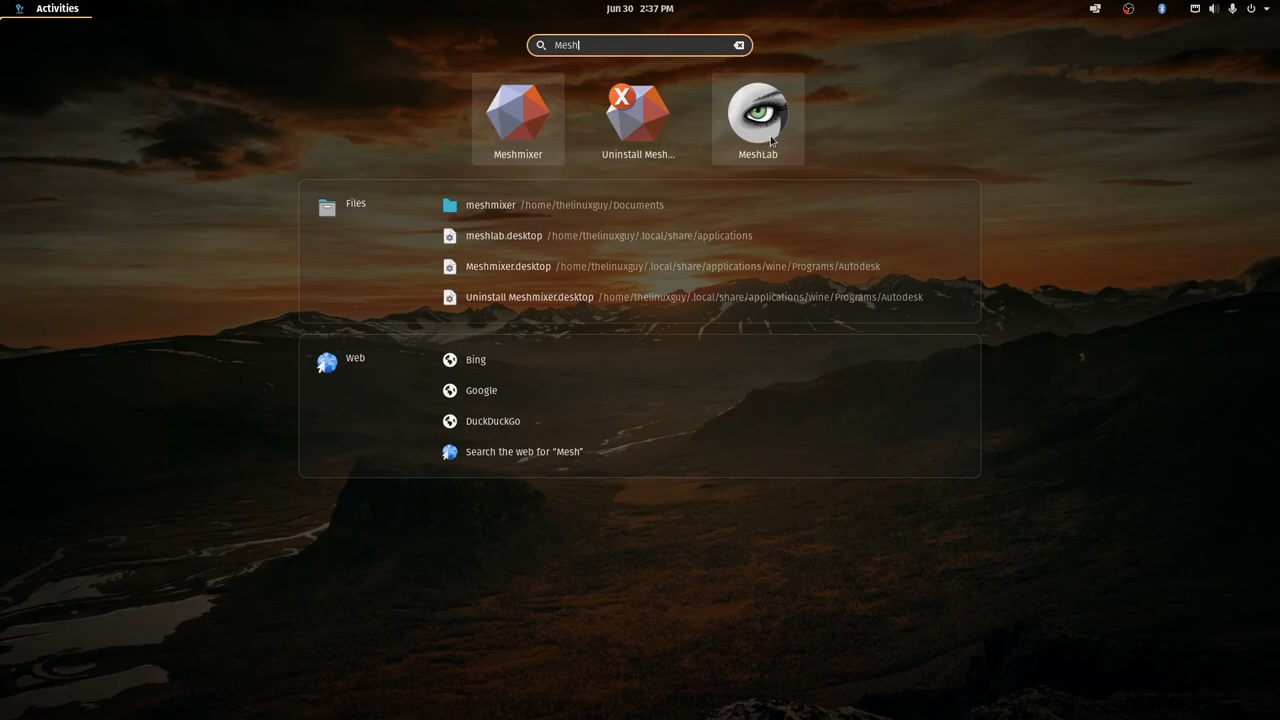 Activities
Jun 30 2:37 PM
Mesh
X
Meshmixer
Uninstall Mesh...
MeshLab
Files
meshmixer /home/thelinuxguy/Documents
meshlab.desktop /home/thelinuxguy/.local/share/applications
Meshmixer.desktop /home/thelinuxguy/.local/share/applications/wine/Programs/Autodesk
Uninstall Meshmixer.desktop /home/thelinuxguy/.local/share/applications/wine/Programs/Autodesk
Web
Bing
Google
DuckDuckGo
Search the web for “Mesh”